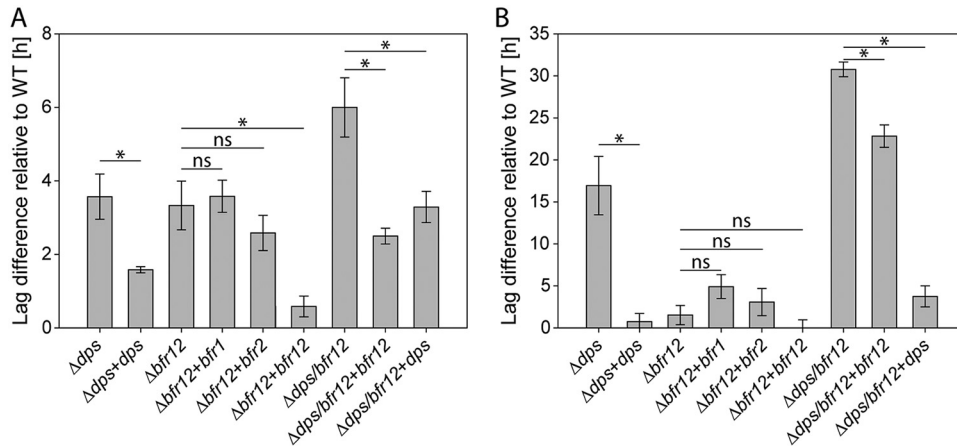 A
Lag difference relative to WT [h]
8
6
4
2
0
*
ns
ns
*
*
*
Δdps
Δdps+dps
Δbfr12
Δbfr12+bfr1
Δbfr12+bfr2
Δbfr12+bfr12
Δdps/bfr12
Δdps/bfr12+bfr12
Δdps/bfr12+dps
B
Lag difference relative to WT [h]
35
30
25
20
15
10
5
0
*
ns
ns
ns
*
*
Δdps
Δdps+dps
Δbfr12
Δbfr12+bfr1
Δbfr12+bfr2
Δbfr12+bfr12
Δdps/bfr12
Δdps/bfr12+bfr12
Δdps/bfr12+dps